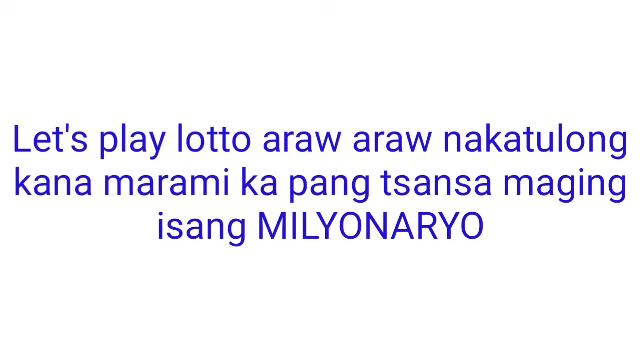 Let's play lotto araw araw nakatulong
kana marami ka pang tsansa maging
isang MILYONARYO